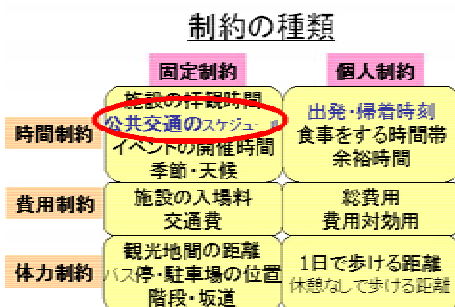 制約の種類
固定制約
個人制約
時間制約
施設の拝観時間
公共交通のスケジュール
イベントの開催時間
季節・天候
出発・帰着時刻
食事をする時間帯
余裕時間
費用制約
施設の入場料
交通費
総費用
費用対効用
体力制約
観光地間の距離
バス停・駐車場の位置
階段・坂道
1日で歩ける距離
休憩なしで歩ける距離